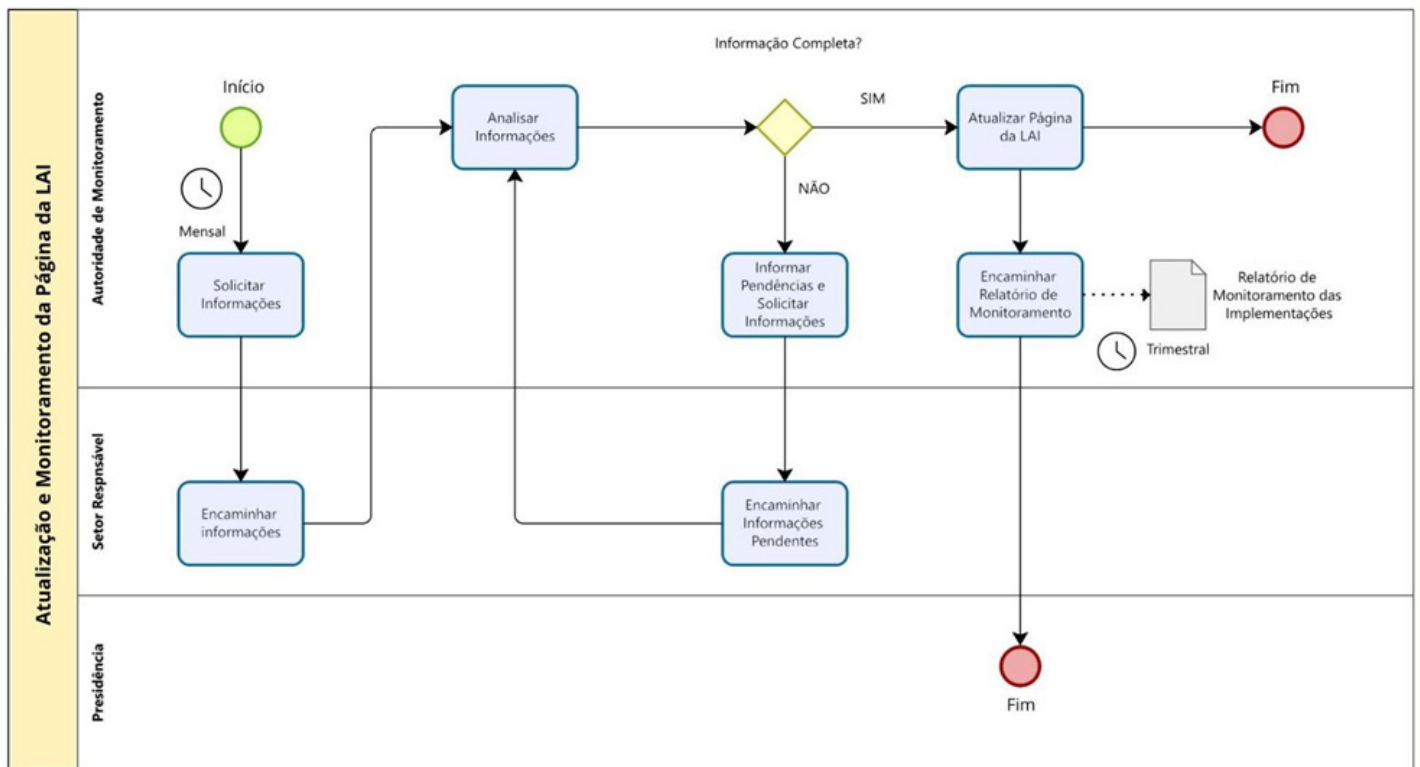 Atualização e Monitoramento da Página da LAI
Autoridade de Monitoramento
Informação Completa?
Início
Analisar
Informações
SIM
Atualizar Página
da LAI
Fim
Mensal
NÃO
Solicitar
Informações
Informar
Pendências e
Solicitar
Informações
Encaminhar
Relatório de
Monitoramento
Relatório de
Monitoramento das
Implementações
Trimestral
Setor Respnsável
Encaminhar
informações
Encaminhar
Informações
Pendentes
Presidência
Fim